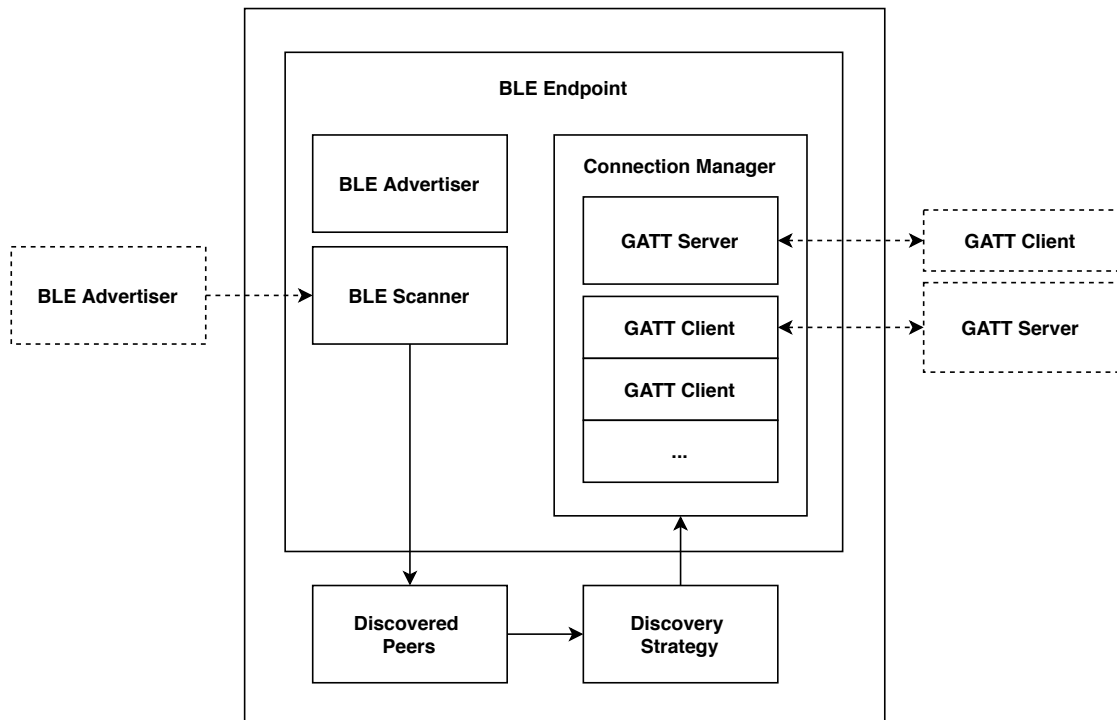 BLE Endpoint
BLE Advertiser
Connection Manager
GATT Server
GATT Client
BLE Advertiser
BLE Scanner
GATT Client
GATT Server
GATT Client
...
Discovered
Peers
Discovery
Strategy